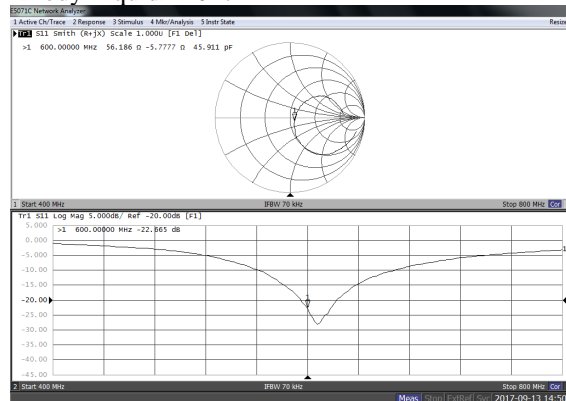 E5071C Network Analyzer
1 Active Ch/Trace 2 Response 3 Stimulus 4 Mkr/Analysis 5 Instr State
Resize
Tr1 S11 Smith (R+jX) Scale 1.000U [F1 Del]
>1 600.00000 MHz 56.186 Ω -5.7777 Ω 45.911 pF
1
1 Start 400 MHz
IFBW 70 kHz
Stop 800 MHz Cor
Tr1 S11 Log Mag 5.000dB/ Ref -20.00dB [F1]
5.000
>1 600.00000 MHz -22.665 dB
0.000
1
-5.000
-10.00
-15.00
-20.00
1
-25.00
-30.00
-35.00
-40.00
-45.00
2 Start 400 MHz
IFBW 70 kHz
Stop 800 MHz Cor
Meas Stop ExtRef Svc 2017-09-13 14:50